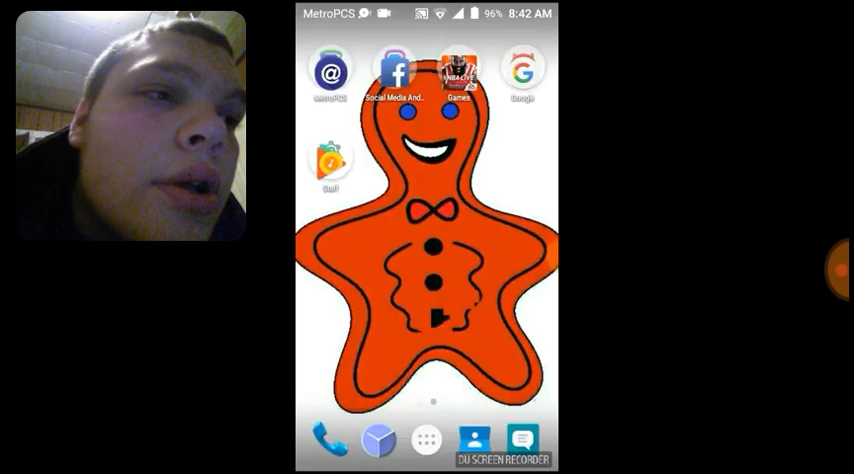 MetroPCS 96% 8:42 AM
MetroPCS Social Media And.. Games Google
Stuff
DU SCREEN RECORDER